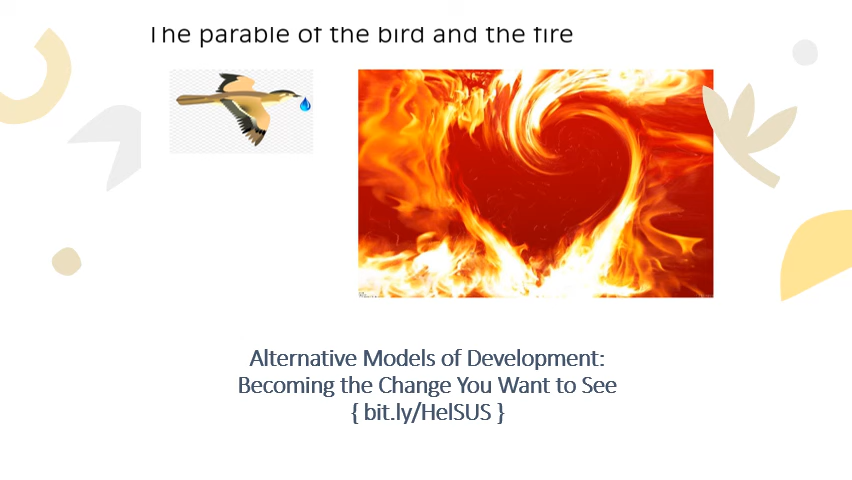 The parable of the bird and the fire
Alternative Models of Development:
Becoming the Change You Want to See
{ bit.ly/HelSUS }